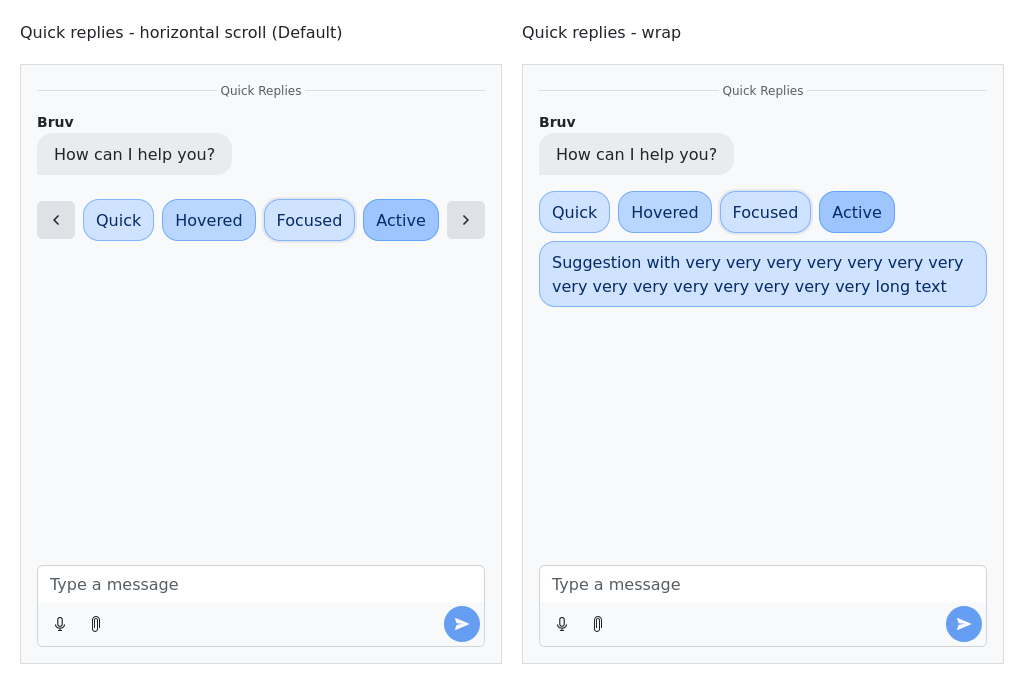 Quick replies - horizontal scroll (Default)
Quick Replies
Bruv
How can I help you?
Quick
Hovered
Focused
Active
Type a message
Quick replies - wrap
Quick Replies
Bruv
How can I help you?
Quick
Hovered
Focused
Active
Suggestion with very very very very very very very
very very very very very very very very long text
Type a message